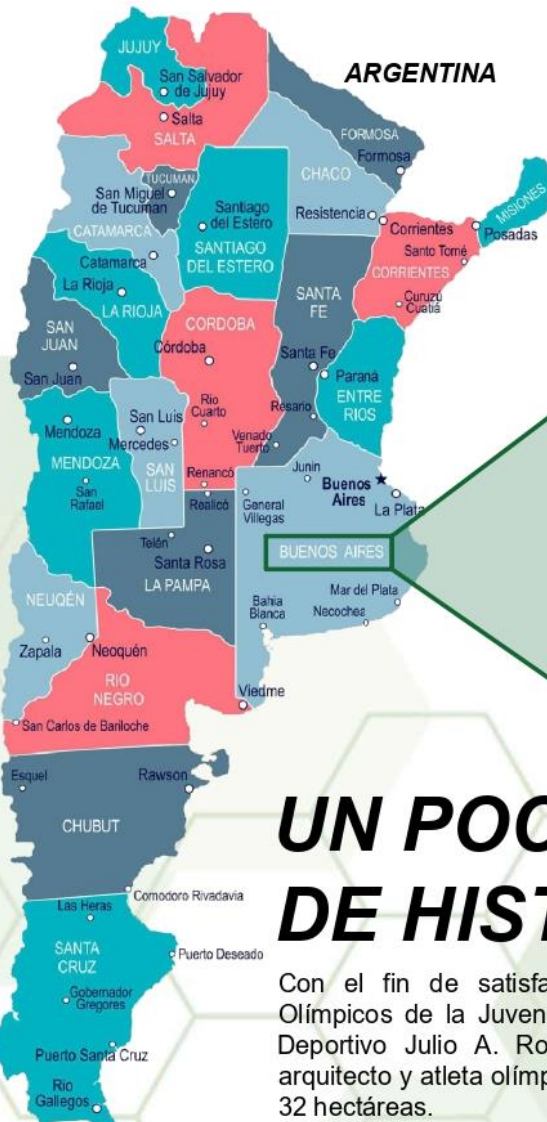 ARGENTINA
JUJUY
San Salvador
de Jujuy
Salta
SALTA
FORMOSA
Formosa
CHACO
TUCUMAN
San Miguel
de Tucuman
Santiago
del Estero
SANTIAGO
DEL ESTERO
Resistencia
Corrientes
MISIONES
Posadas
Santo Tomé
CORRIENTES
Curuzú
Cuatiá
CATAMARCA
Catamarca
La Rioja
LA RIOJA
SANTA
FE
Santa Fe
Paraná
ENTRE
RIOS
Resario
CORDOBA
Córdoba
Rio
Cuarto
Venado
Tuerto
SAN
JUAN
San Juan
San Luis
Mercedes
SAN
LUIS
Mendoza
MENDOZA
San
Rafael
Renancó
Realicó
Junin
Buenos
Aires
La Plata
General
Villegas
BUENOS AIRES
Telén
Santa Rosa
LA PAMPA
Mar del Plata
Necochea
Bahia
Blanca
NEUQÉN
Zapala
Neoquén
RIO
NEGRO
Viedme
San Carlos de Bariloche
Esquel
Rawson
CHUBUT
Comodoro Rivadavia
Las Heras
SANTA
CRUZ
Puerto Deseado
Gobernador
Gregores
Puerto Santa Cruz
Rio
Gallegos
UN POC
DE HIST
Con el fin de satisfa
Olímpicos de la Juven
Deportivo Julio A. Ro
arquitecto y atleta olímp
32 hectáreas.